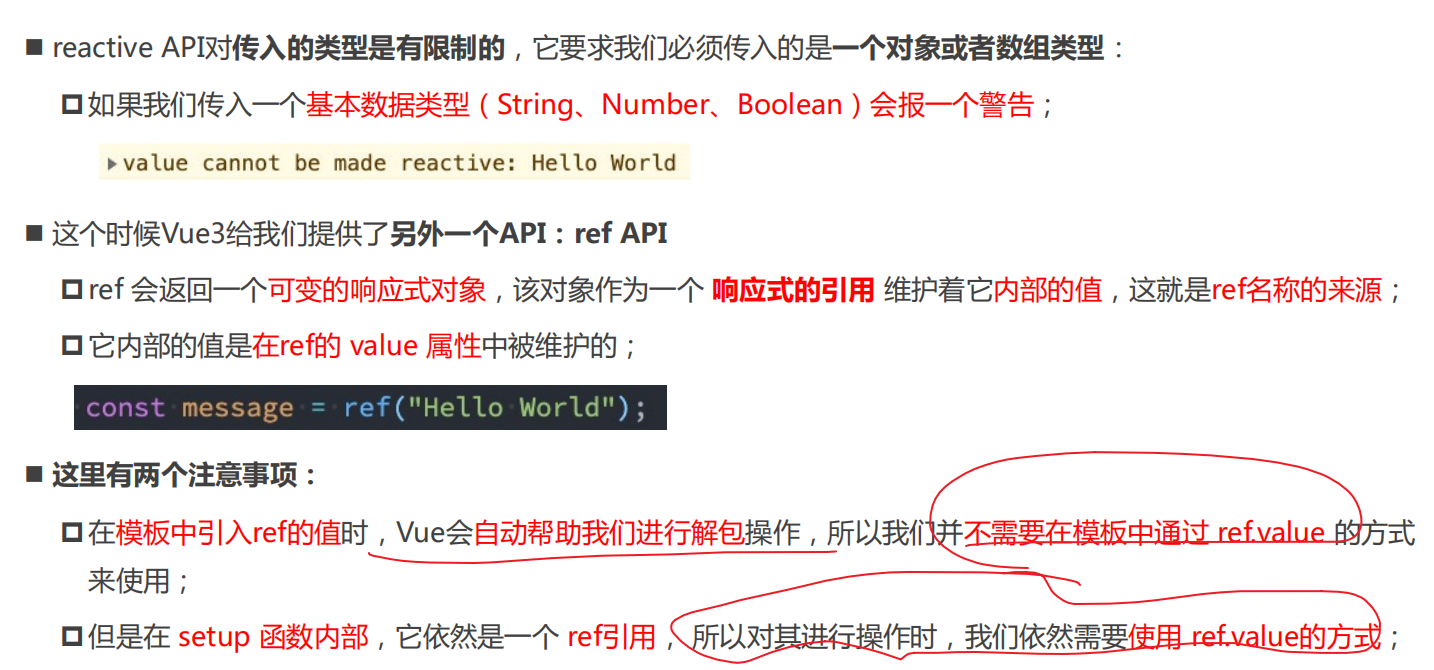 ■ reactive API对传入的类型是有限制的，它要求我们必须传入的是一个对象或者数组类型：
如果我们传入一个基本数据类型（String、Number、Boolean）会报一个警告；
value cannot be made reactive: Hello World
■ 这个时候Vue3给我们提供了另外一个API：ref API
ref 会返回一个可变的响应式对象，该对象作为一个 响应式的引用 维护着它内部的值，这就是ref名称的来源；
它内部的值是在ref的 value 属性中被维护的；
const message = ref("Hello World");
■ 这里有两个注意事项：
在模板中引入ref的值时，Vue会自动帮助我们进行解包操作，所以我们并不需要在模板中通过 ref.value 的方式
来使用；
但是在 setup 函数内部，它依然是一个 ref引用，所以对其进行操作时，我们依然需要使用 ref.value的方式；